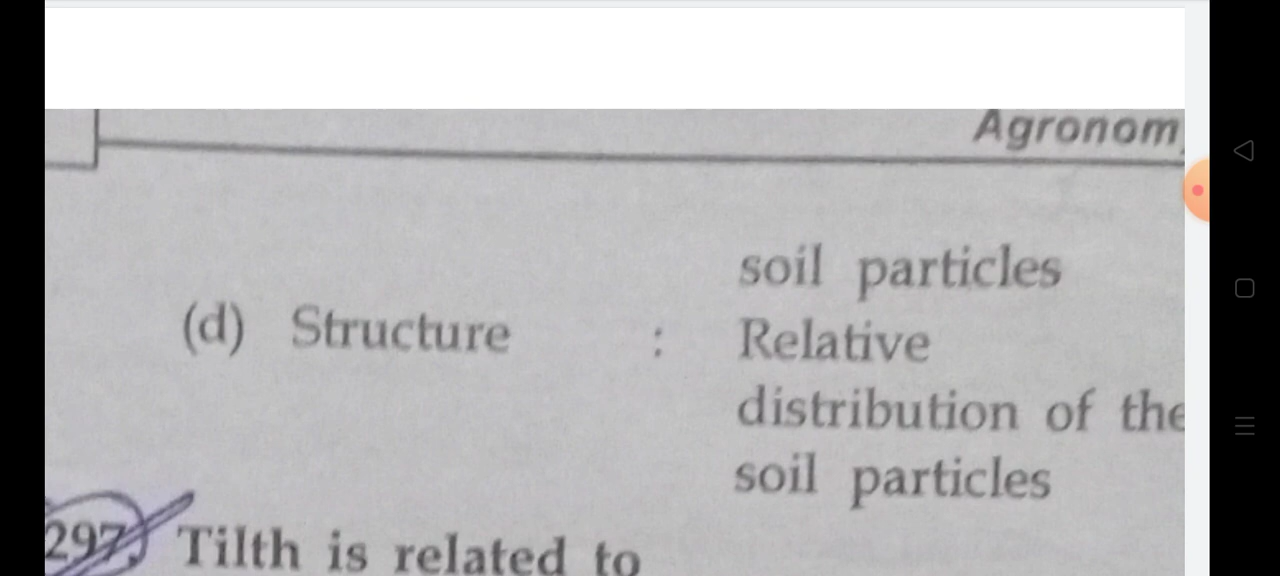 Agronom
soil particles
(d) Structure : Relative
distribution of the
soil particles
297. Tilth is related to